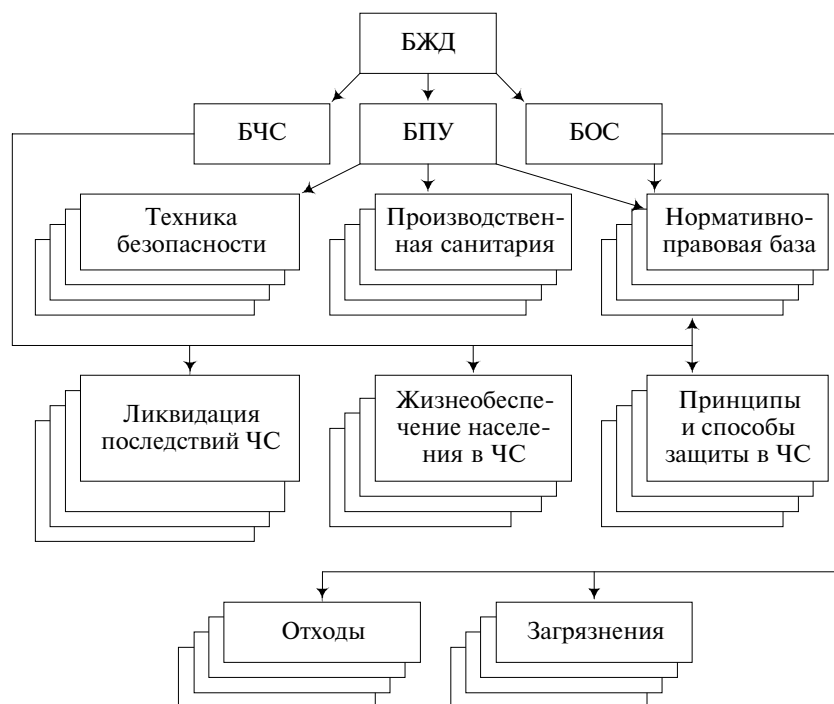 БЖД
БЧС
БПУ
БОС
Техника
безопасности
Производствен-
ная санитария
Нормативно-
правовая база
Ликвидация
последствий ЧС
Жизнеобеспе-
чение населе-
ния в ЧС
Принципы
и способы
защиты в ЧС
Отходы
Загрязнения